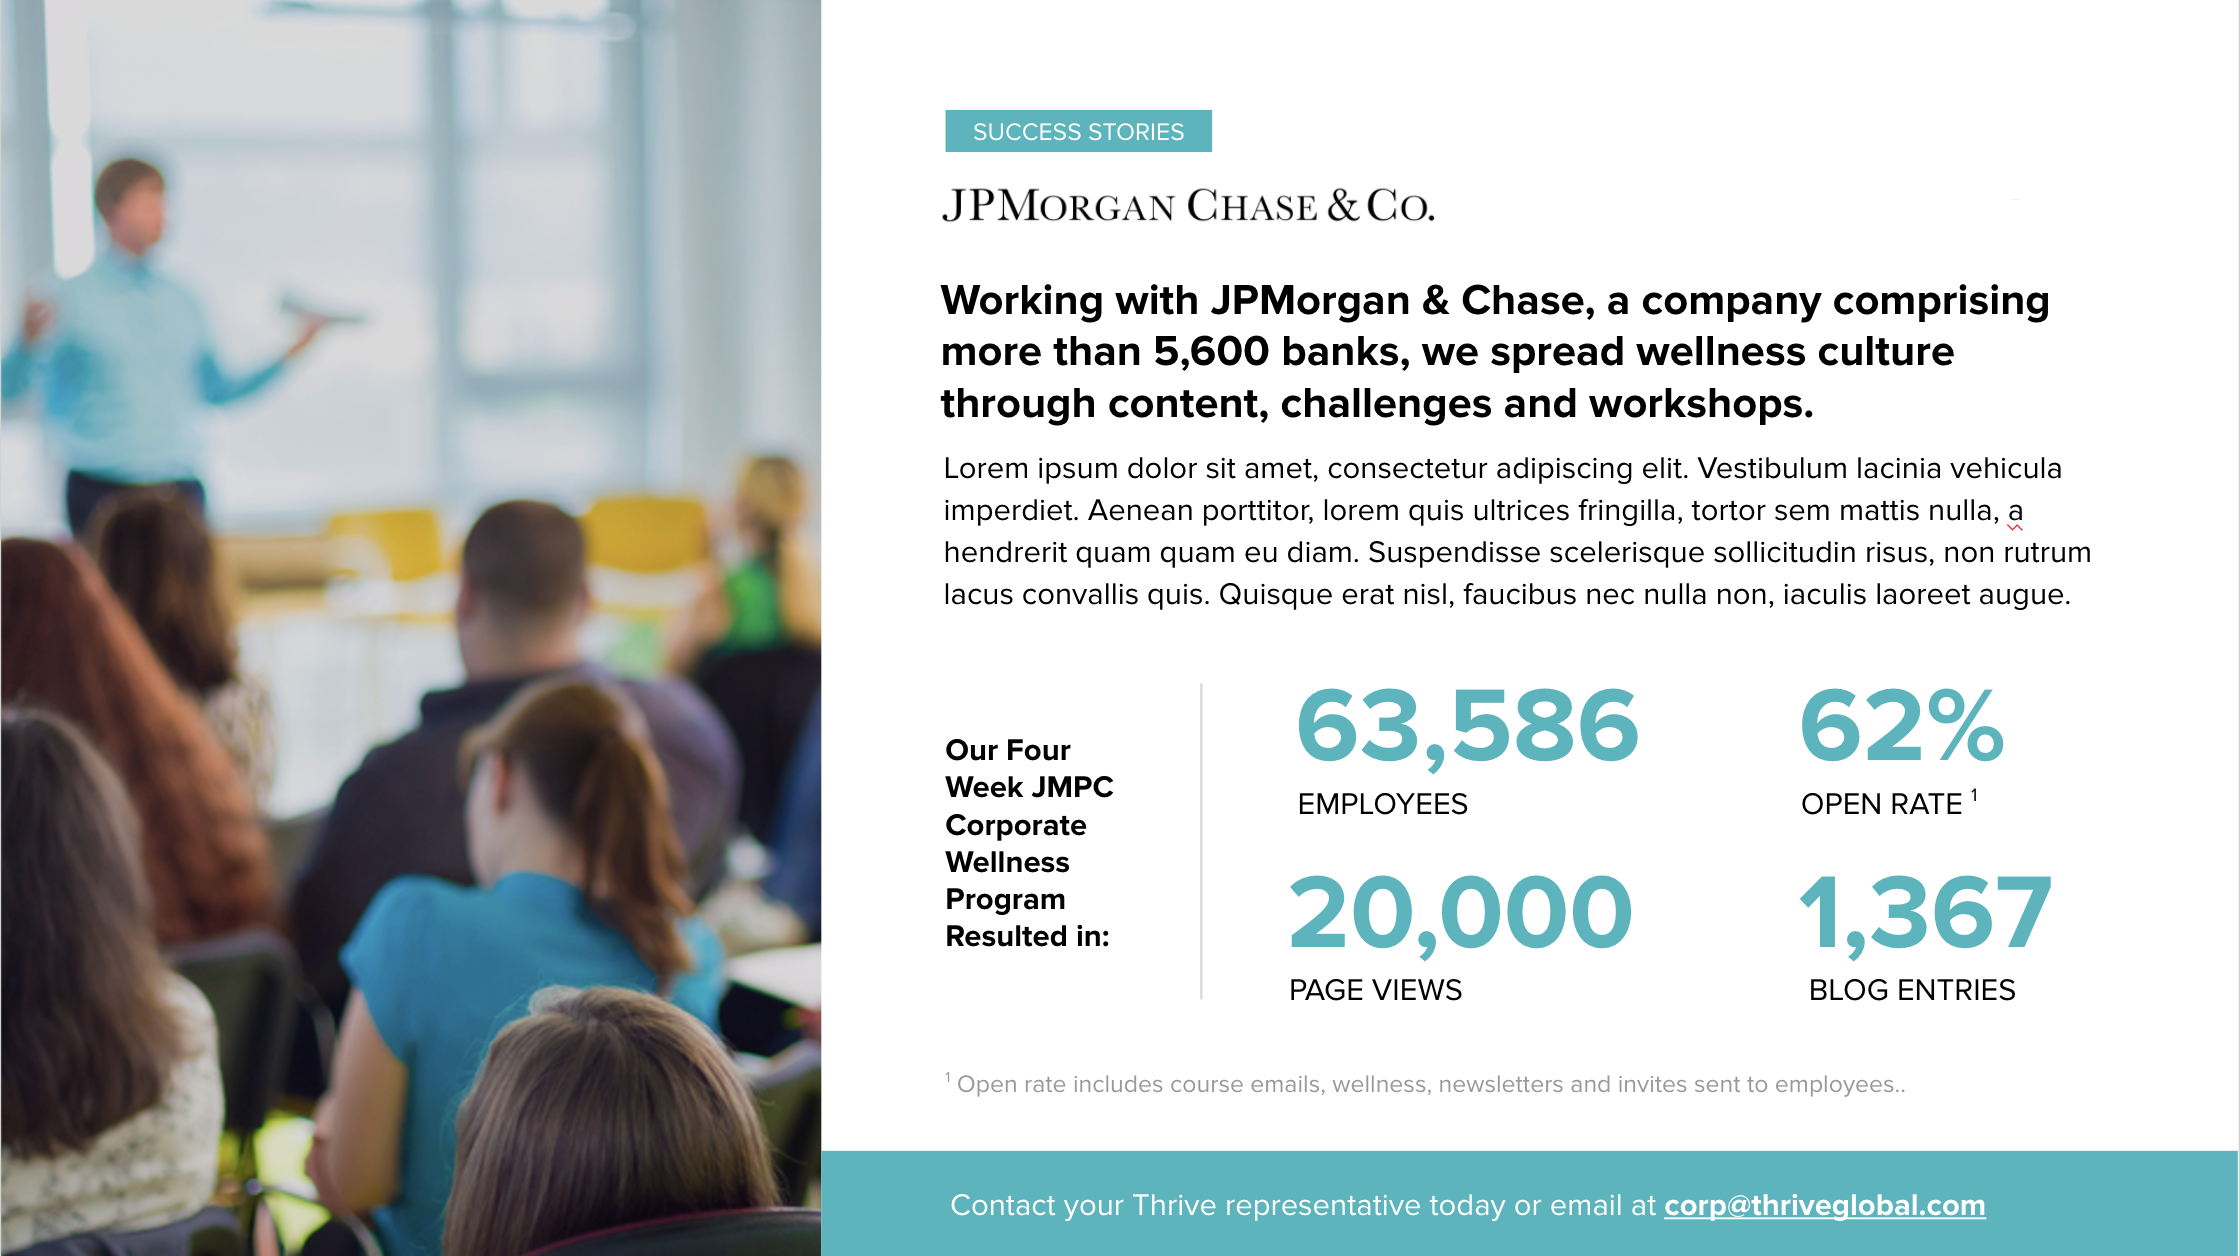 SUCCESS STORIES
JPMORGAN CHASE & CO.
Working with JPMorgan & Chase, a company comprising
more than 5,600 banks, we spread wellness culture
through content, challenges and workshops.
Lorem ipsum dolor sit amet, consectetur adipiscing elit. Vestibulum lacinia vehicula
imperdiet. Aenean porttitor, lorem quis ultrices fringilla, tortor sem mattis nulla, a
hendrerit quam quam eu diam. Suspendisse scelerisque sollicitudin risus, non rutrum
lacus convallis quis. Quisque erat nisl, faucibus nec nulla non, iaculis laoreet augue.
Our Four
Week JMPC
Corporate
Wellness
Program
Resulted in:
63,586
EMPLOYEES
62%
OPEN RATE ¹
20,000
PAGE VIEWS
1,367
BLOG ENTRIES
¹ Open rate includes course emails, wellness, newsletters and invites sent to employees..
Contact your Thrive representative today or email at corp@thriveglobal.com